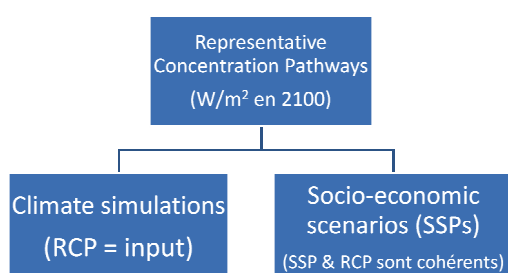 Representative
Concentration Pathways
(W/m² en 2100)
Climate simulations
(RCP = input)
Socio-economic
scenarios (SSPs)
(SSP & RCP sont cohérents)